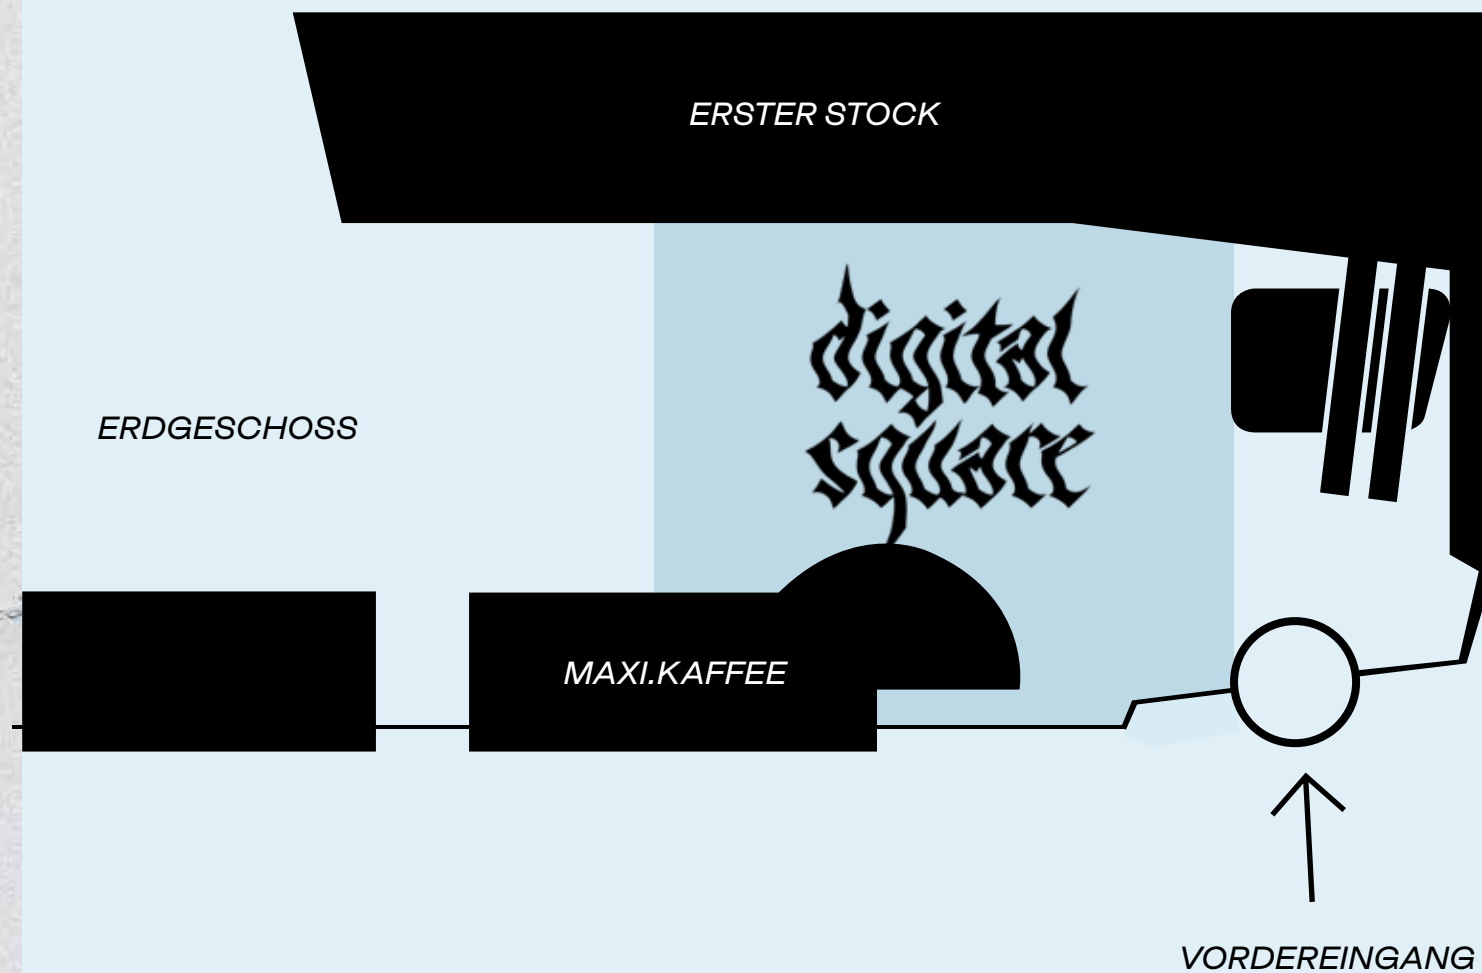 ERSTER STOCK
digital
square
ERDGESCHOSS
MAXI.KAFFEE
VORDEREINGANG